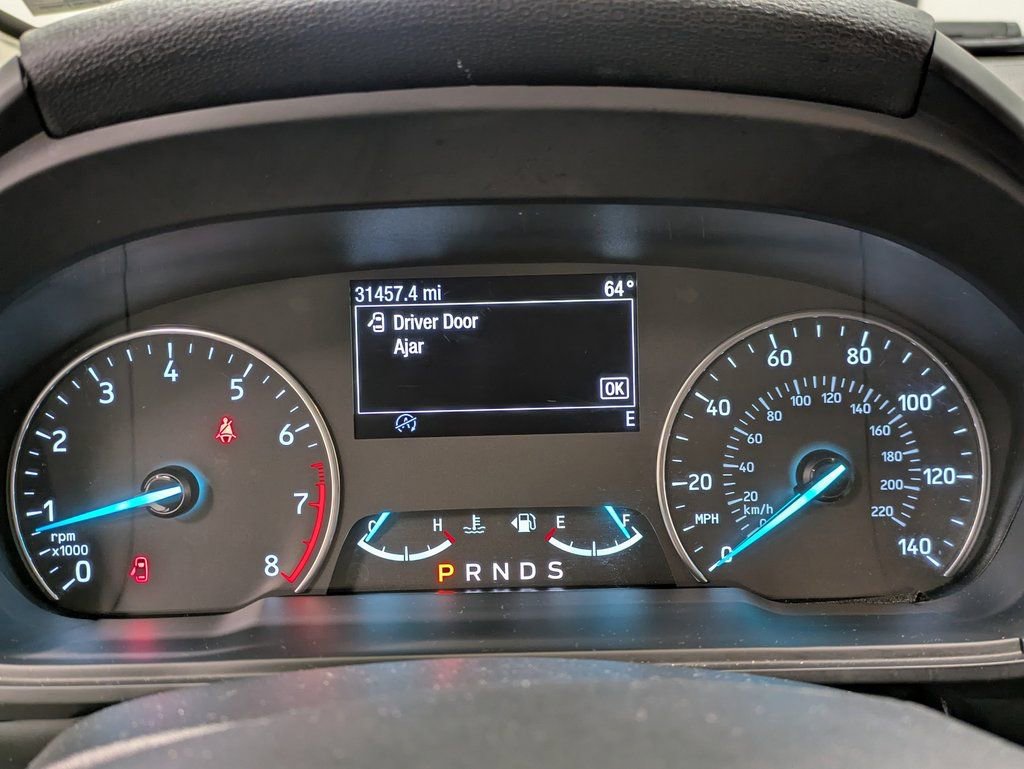 31457.4 mi 64°
Driver Door
Ajar
OK
E
0 1 2 3 4 5 6 7 8
rpm
x1000
C H
E F
P R N D S
0 20 40 60 80 100 120 140
MPH
20 40 60 80 100 120 140 160 180 200 220
km/h
0